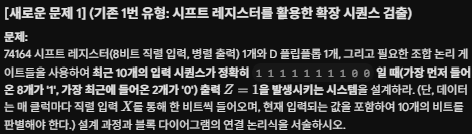 [새로운 문제 1] (기존 1번 유형: 시프트 레지스터를 활용한 확장 시퀀스 검출)
문제:
74164 시프트 레지스터(8비트 직렬 입력, 병렬 출력) 1개와 D 플립플롭 1개, 그리고 필요한 조합 논리 게
이트들을 사용하여 최근 10개의 입력 시퀀스가 정확히 1 1 1 1 1 1 1 1 0 0 일 때(가장 먼저 들어
온 8개가 '1', 가장 최근에 들어온 2개가 '0') 출력 Z = 1을 발생시키는 시스템을 설계하라. (단, 데이터
는 매 클럭마다 직렬 입력 X를 통해 한 비트씩 들어오며, 현재 입력되는 값을 포함하여 10개의 비트를
판별해야 한다.) 설계 과정과 블록 다이어그램의 연결 논리식을 서술하시오.